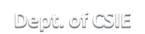 Dept. of CSIE